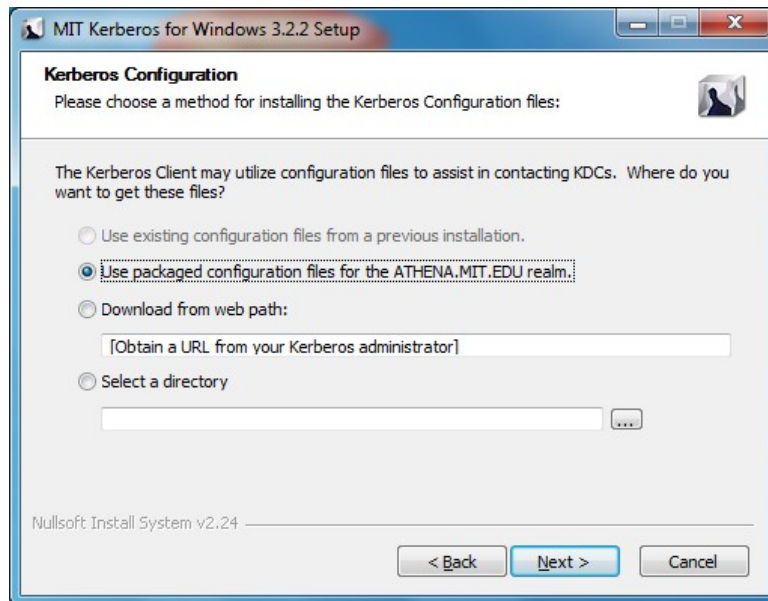 MIT Kerberos for Windows 3.2.2 Setup
Kerberos Configuration
Please choose a method for installing the Kerberos Configuration files:
The Kerberos Client may utilize configuration files to assist in contacting KDCs.  Where do you
want to get these files?
Use existing configuration files from a previous installation.
Use packaged configuration files for the ATHENA.MIT.EDU realm.
Download from web path:
[Obtain a URL from your Kerberos administrator]
Select a directory
...
Nullsoft Install System v2.24
< Back
Next >
Cancel